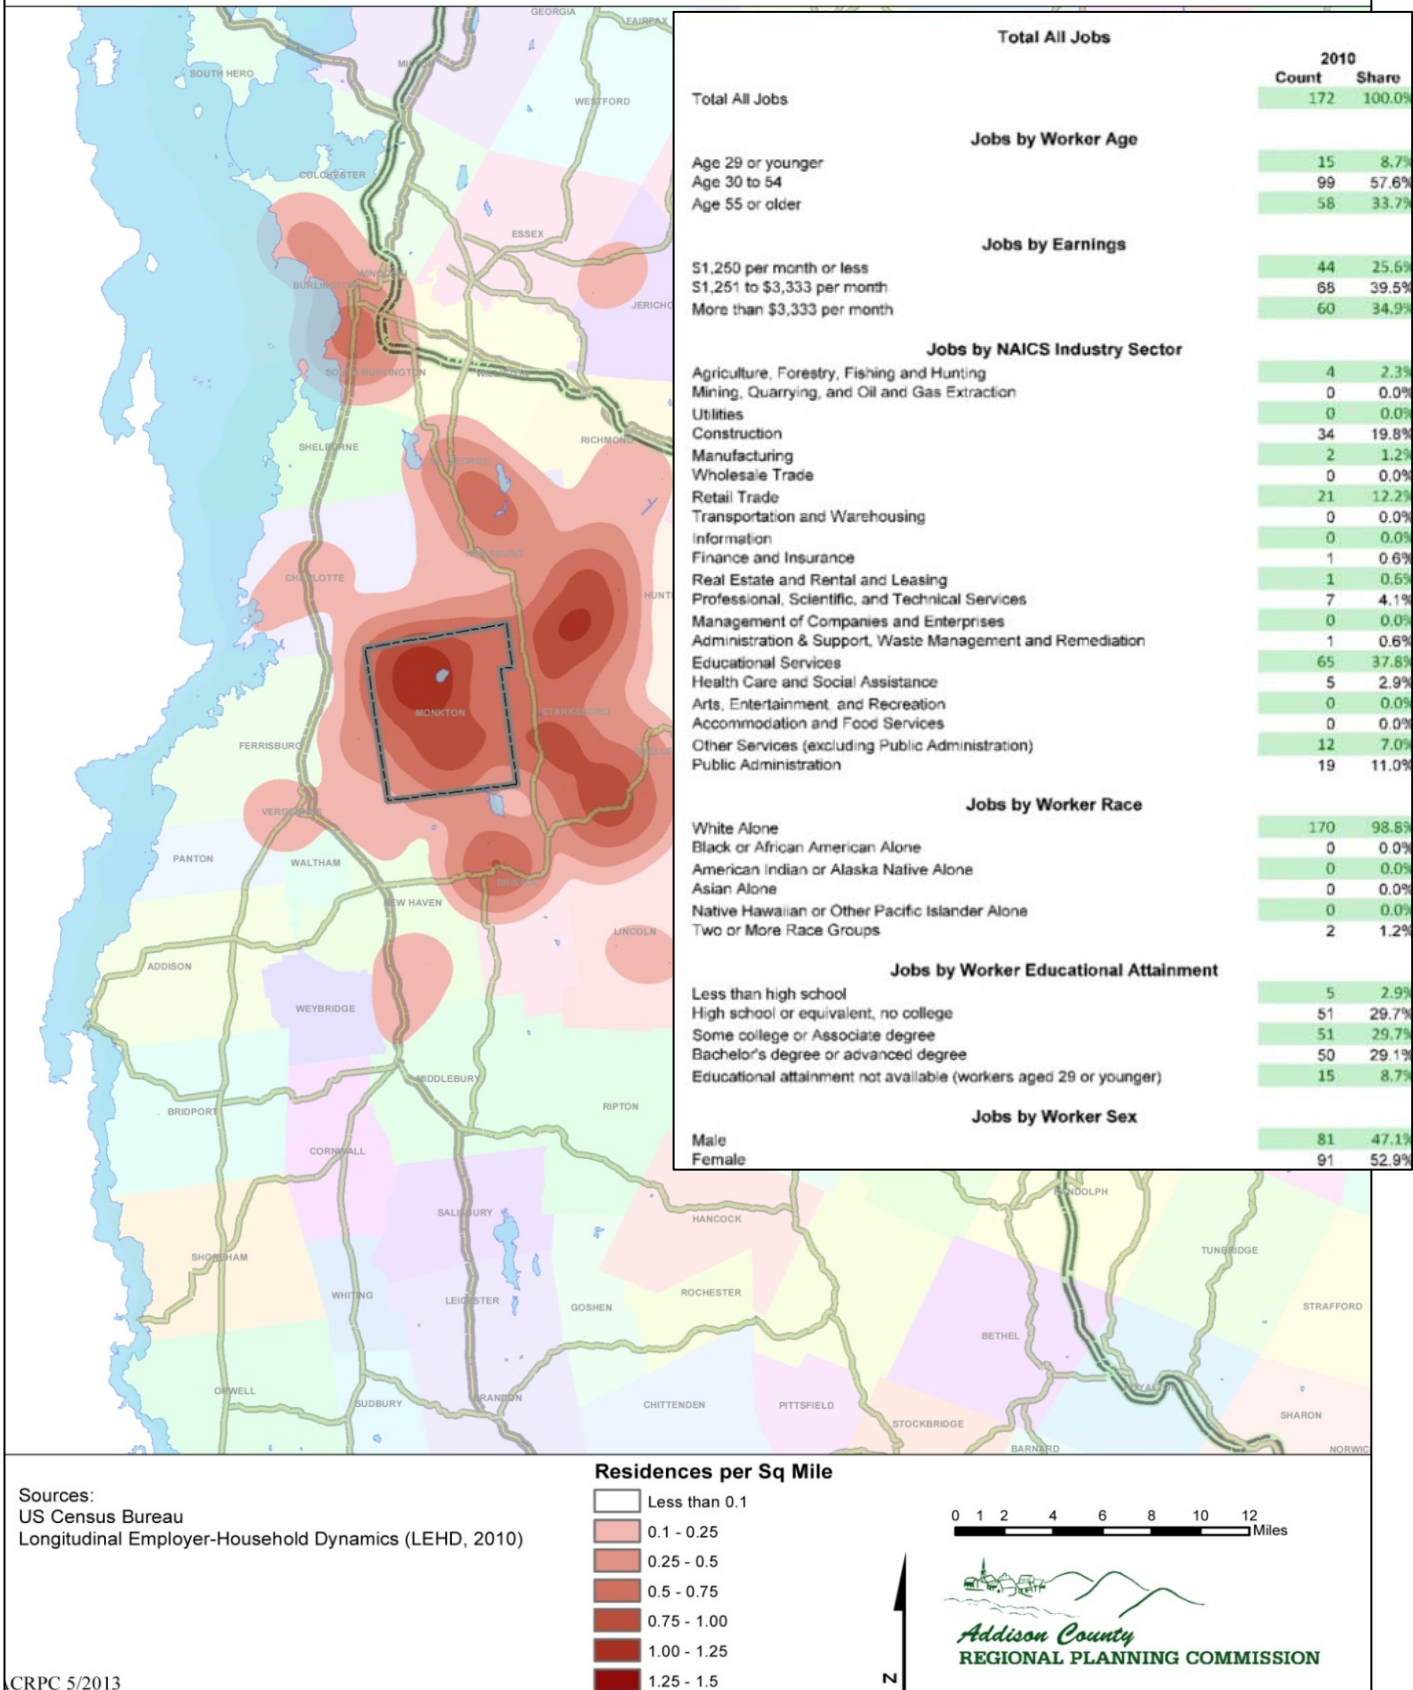 GEORGIA
FAIRFAX
SOUTH HERO
WESTFORD
COLCHESTER
ESSEX
BURLINGTON
JERICHO
SOUTH BURLINGTON
RICHMOND
SHELBURNE
CHARLOTTE
MONKTON
STARKSBORO
FERRISBURG
PANTON
WALTHAM
NEW HAVEN
LINCOLN
ADDISON
WEYBRIDGE
MIDDLEBURY
BRIDPORT
RIPTON
CORNWALL
SALISBURY
HANCOCK
RANDOLPH
SHOREHAM
TUNBRIDGE
WHITING
LEICESTER
GOSHEN
ROCHESTER
STRAFFORD
BETHEL
ORWELL
SUDBURY
BRANDON
CHITTENDEN
PITTSFIELD
STOCKBRIDGE
ROYALTON
SHARON
BARNARD
NORWIC
Total All Jobs
2010
Count Share
Total All Jobs 172 100.0%
Jobs by Worker Age
Age 29 or younger 15 8.7%
Age 30 to 54 99 57.6%
Age 55 or older 58 33.7%
Jobs by Earnings
$1,250 per month or less 44 25.6%
$1,251 to $3,333 per month 68 39.5%
More than $3,333 per month 60 34.9%
Jobs by NAICS Industry Sector
Agriculture, Forestry, Fishing and Hunting 4 2.3%
Mining, Quarrying, and Oil and Gas Extraction 0 0.0%
Utilities 0 0.0%
Construction 34 19.8%
Manufacturing 2 1.2%
Wholesale Trade 0 0.0%
Retail Trade 21 12.2%
Transportation and Warehousing 0 0.0%
Information 0 0.0%
Finance and Insurance 1 0.6%
Real Estate and Rental and Leasing 1 0.6%
Professional, Scientific, and Technical Services 7 4.1%
Management of Companies and Enterprises 0 0.0%
Administration & Support, Waste Management and Remediation 1 0.6%
Educational Services 65 37.8%
Health Care and Social Assistance 5 2.9%
Arts, Entertainment, and Recreation 0 0.0%
Accommodation and Food Services 0 0.0%
Other Services (excluding Public Administration) 12 7.0%
Public Administration 19 11.0%
Jobs by Worker Race
White Alone 170 98.8%
Black or African American Alone 0 0.0%
American Indian or Alaska Native Alone 0 0.0%
Asian Alone 0 0.0%
Native Hawaiian or Other Pacific Islander Alone 0 0.0%
Two or More Race Groups 2 1.2%
Jobs by Worker Educational Attainment
Less than high school 5 2.9%
High school or equivalent, no college 51 29.7%
Some college or Associate degree 51 29.7%
Bachelor's degree or advanced degree 50 29.1%
Educational attainment not available (workers aged 29 or younger) 15 8.7%
Jobs by Worker Sex
Male 81 47.1%
Female 91 52.9%
Sources:
US Census Bureau
Longitudinal Employer-Household Dynamics (LEHD, 2010)
CRPC 5/2013
Residences per Sq Mile
Less than 0.1
0.1 - 0.25
0.25 - 0.5
0.5 - 0.75
0.75 - 1.00
1.00 - 1.25
1.25 - 1.5
0 1 2 4 6 8 10 12
Miles
N
Addison County
REGIONAL PLANNING COMMISSION